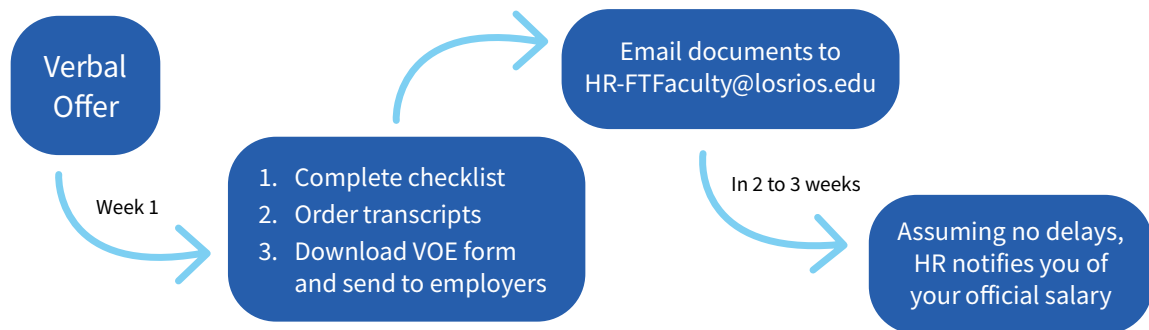 Verbal
Offer
Week 1
1. Complete checklist
2. Order transcripts
3. Download VOE form
and send to employers
Email documents to
HR-FTFaculty@losrios.edu
In 2 to 3 weeks
Assuming no delays,
HR notifies you of
your official salary